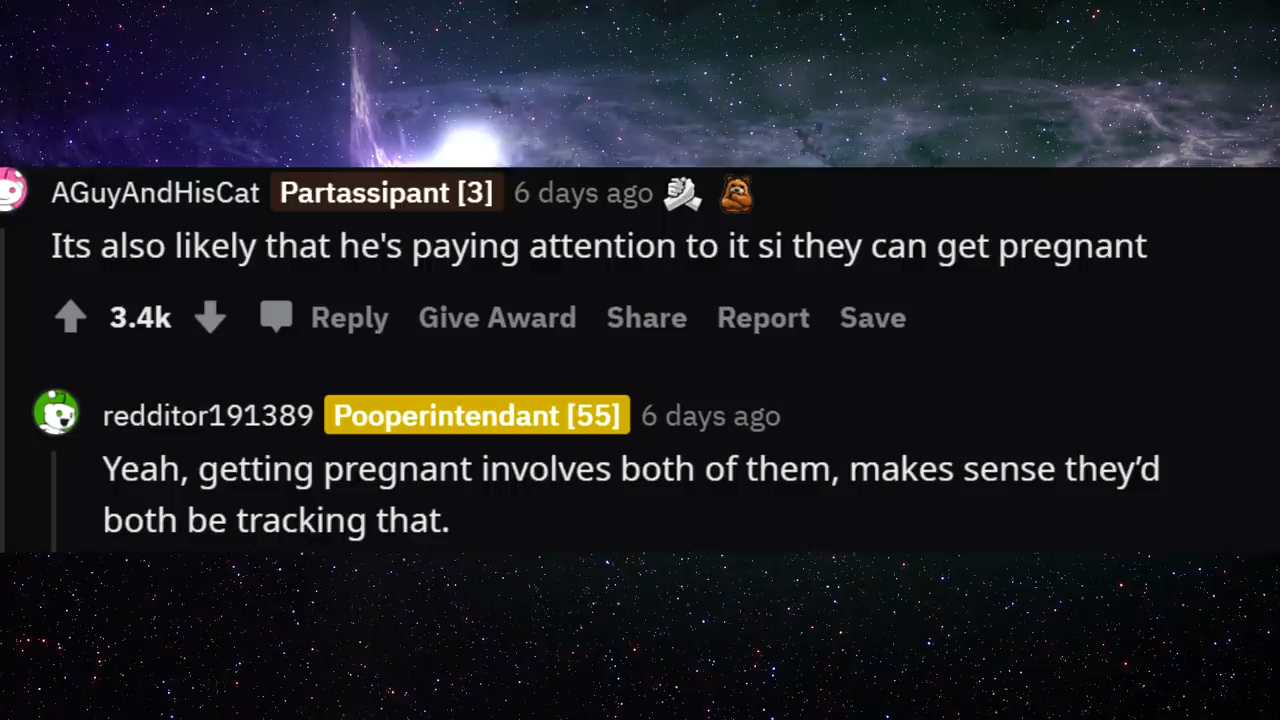 AGuyAndHisCat Partassipant [3] 6 days ago
Its also likely that he's paying attention to it si they can get pregnant
3.4k Reply Give Award Share Report Save
redditor191389 Pooperintendant [55] 6 days ago
Yeah, getting pregnant involves both of them, makes sense they’d
both be tracking that.